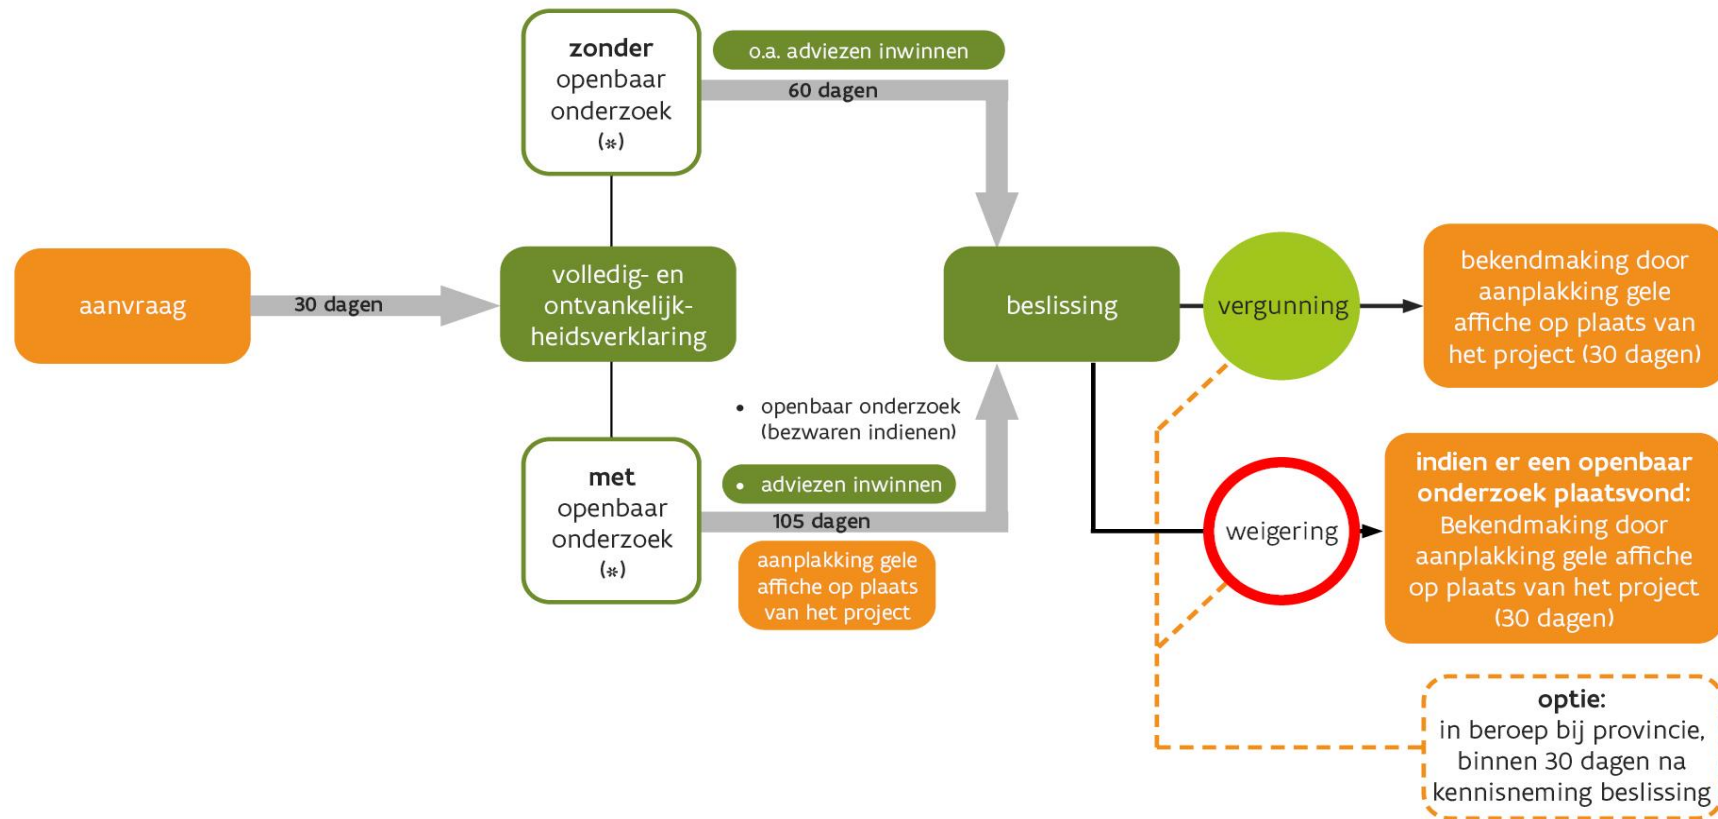 zonder
openbaar
onderzoek
(*)
o.a. adviezen inwinnen
60 dagen
aanvraag
30 dagen
volledig- en
ontvankelijk-
heidsverklaring
beslissing
vergunning
bekendmaking door
aanplakking gele
affiche op plaats van
het project (30 dagen)
• openbaar onderzoek
(bezwaren indienen)
met
openbaar
onderzoek
(*)
• adviezen inwinnen
105 dagen
aanplakking gele
affiche op plaats
van het project
weigering
indien er een openbaar
onderzoek plaatsvond:
Bekendmaking door
aanplakking gele affiche
op plaats van het project
(30 dagen)
optie:
in beroep bij provincie,
binnen 30 dagen na
kennisneming beslissing